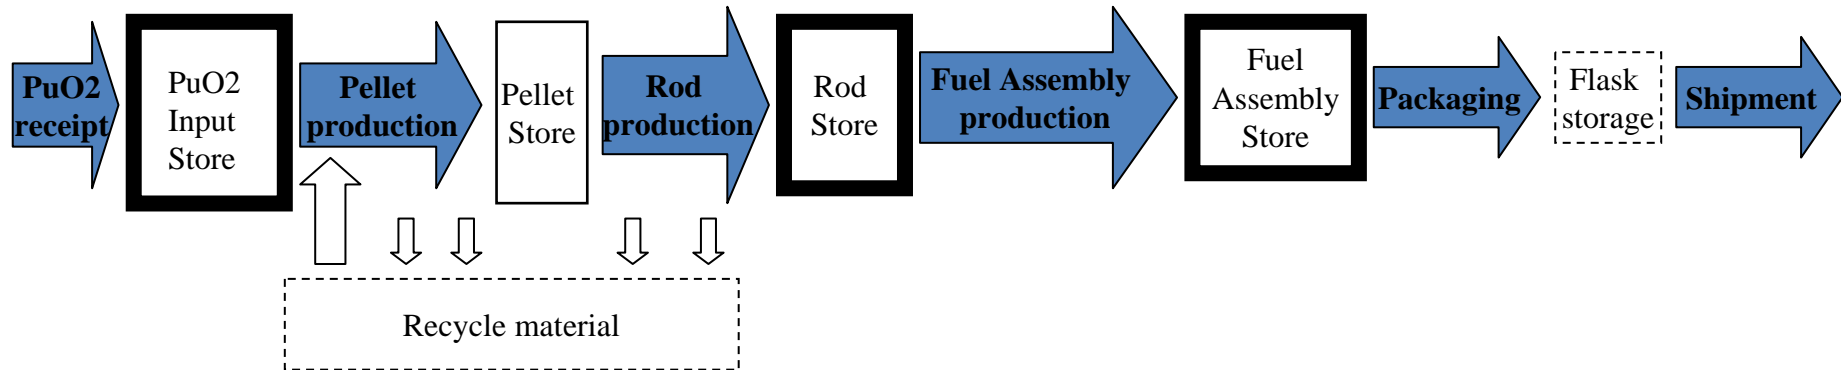 PuO2
receipt
PuO2
Input
Store
Pellet
production
Pellet
Store
Rod
production
Rod
Store
Fuel Assembly
production
Fuel
Assembly
Store
Packaging
Flask
storage
Shipment
Recycle material